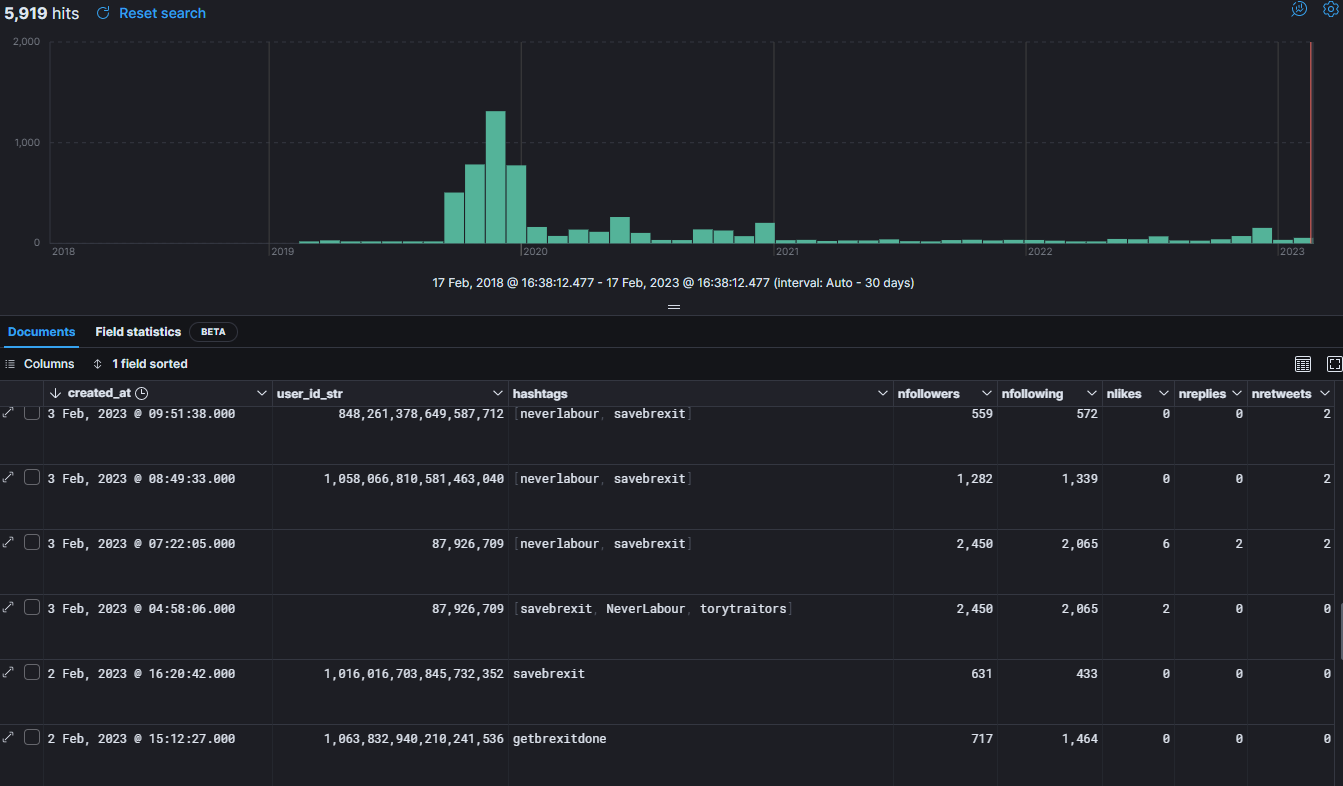 5,919 hits Reset search
2,000
1,000
0
2018 2019 2020 2021 2022 2023
17 Feb, 2018 @ 16:38:12.477 - 17 Feb, 2023 @ 16:38:12.477 (interval: Auto - 30 days)
Documents Field statistics BETA
Columns 1 field sorted
created_at user_id_str hashtags nfollowers nfollowing nlikes nreplies nretweets
3 Feb, 2023 @ 09:51:38.000 848,261,378,649,587,712 [neverlabour, savebrexit] 559 572 0 0 2
3 Feb, 2023 @ 08:49:33.000 1,058,066,810,581,463,040 [neverlabour, savebrexit] 1,282 1,339 0 0 2
3 Feb, 2023 @ 07:22:05.000 87,926,709 [neverlabour, savebrexit] 2,450 2,065 6 2 2
3 Feb, 2023 @ 04:58:06.000 87,926,709 [savebrexit, NeverLabour, torytraitors] 2,450 2,065 2 0 0
2 Feb, 2023 @ 16:20:42.000 1,016,016,703,845,732,352 savebrexit 631 433 0 0 0
2 Feb, 2023 @ 15:12:27.000 1,063,832,940,210,241,536 getbrexitdone 717 1,464 0 0 0